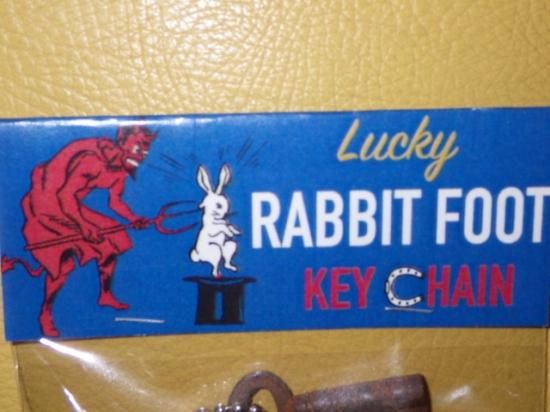 Lucky
RABBIT FOOT
KEY CHAIN